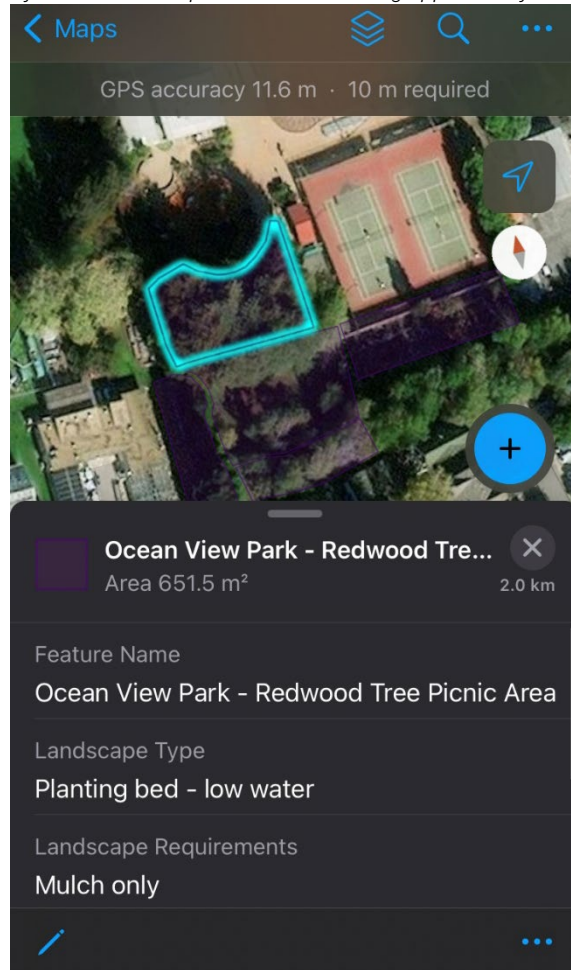 Maps
GPS accuracy 11.6 m · 10 m required
+
Ocean View Park - Redwood Tre...
Area 651.5 m²
2.0 km
Feature Name
Ocean View Park - Redwood Tree Picnic Area
Landscape Type
Planting bed - low water
Landscape Requirements
Mulch only